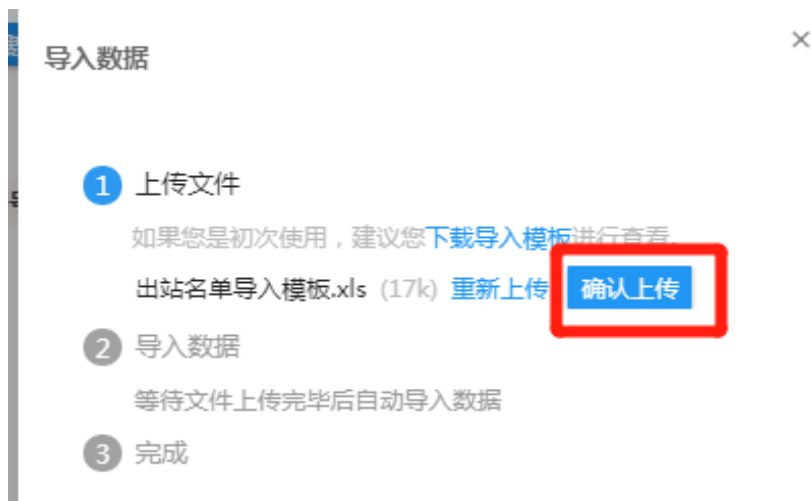 导入数据
1 上传文件
如果您是初次使用，建议您下载导入模板进行查看。
出站名单导入模板.xls (17k) 重新上传 确认上传
2 导入数据
等待文件上传完毕后自动导入数据
3 完成